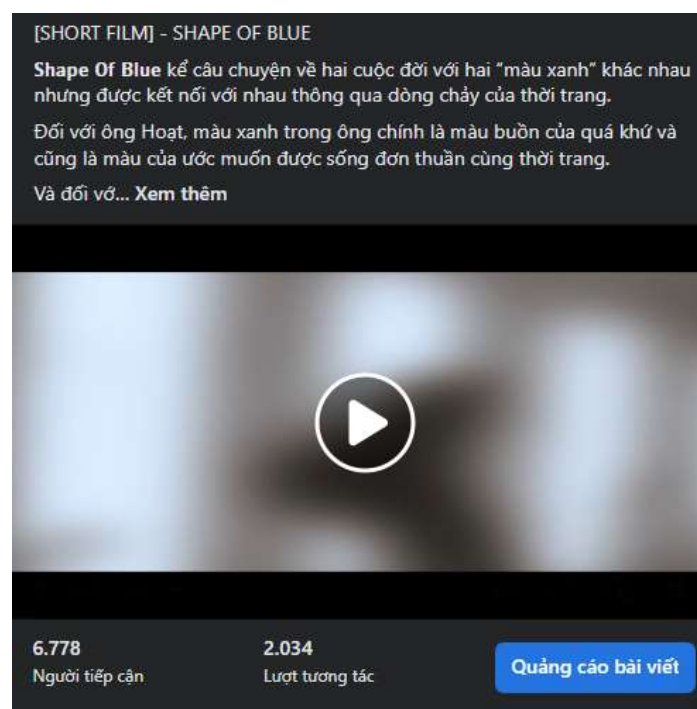 [SHORT FILM] - SHAPE OF BLUE
Shape Of Blue kể câu chuyện về hai cuộc đời với hai “màu xanh” khác nhau
nhưng được kết nối với nhau thông qua dòng chảy của thời trang.
Đối với ông Hoạt, màu xanh trong ông chính là màu buồn của quá khứ và
cũng là màu của ước muốn được sống đơn thuần cùng thời trang.
Và đối vớ... Xem thêm
6.778
Người tiếp cận
2.034
Lượt tương tác
Quảng cáo bài viết